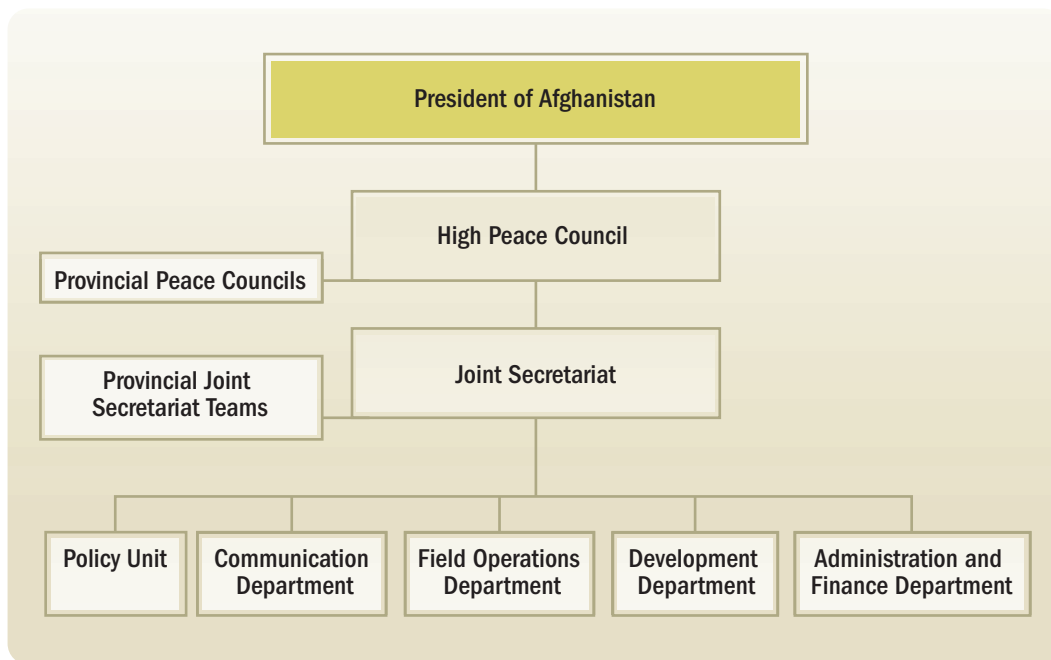 President of Afghanistan
High Peace Council
Provincial Peace Councils
Joint Secretariat
Provincial Joint
Secretariat Teams
Policy Unit
Communication
Department
Field Operations
Department
Development
Department
Administration and
Finance Department